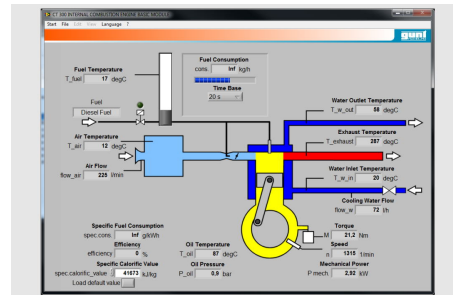 CT 300 INTERNAL COMBUSTION ENGINE BASIC MODULE
Start File Edit View Language ?
gunt
Fuel Consumption
cons. Inf kg/h
Time Base
20 s
Fuel Temperature
T_fuel 17 degC
Fuel
Diesel Fuel
Air Temperature
T_air 12 degC
Air Flow
flow_air 225 l/min
Water Outlet Temperature
T_w_out 58 degC
Exhaust Temperature
T_exhaust 287 degC
Water Inlet Temperature
T_w_in 20 degC
Cooling Water Flow
flow_w 72 l/h
Specific Fuel Consumption
spec.cons. Inf g/kWh
Efficiency
efficiency 0 %
Specific Calorific Value
spec.calorific_value 41673 kJ/kg
Load default value
Oil Temperature
T_oil 87 degC
Oil Pressure
P_oil 0,9 bar
Torque
M 21,2 Nm
Speed
n 1315 1/min
Mechanical Power
P mech. 2,92 kW